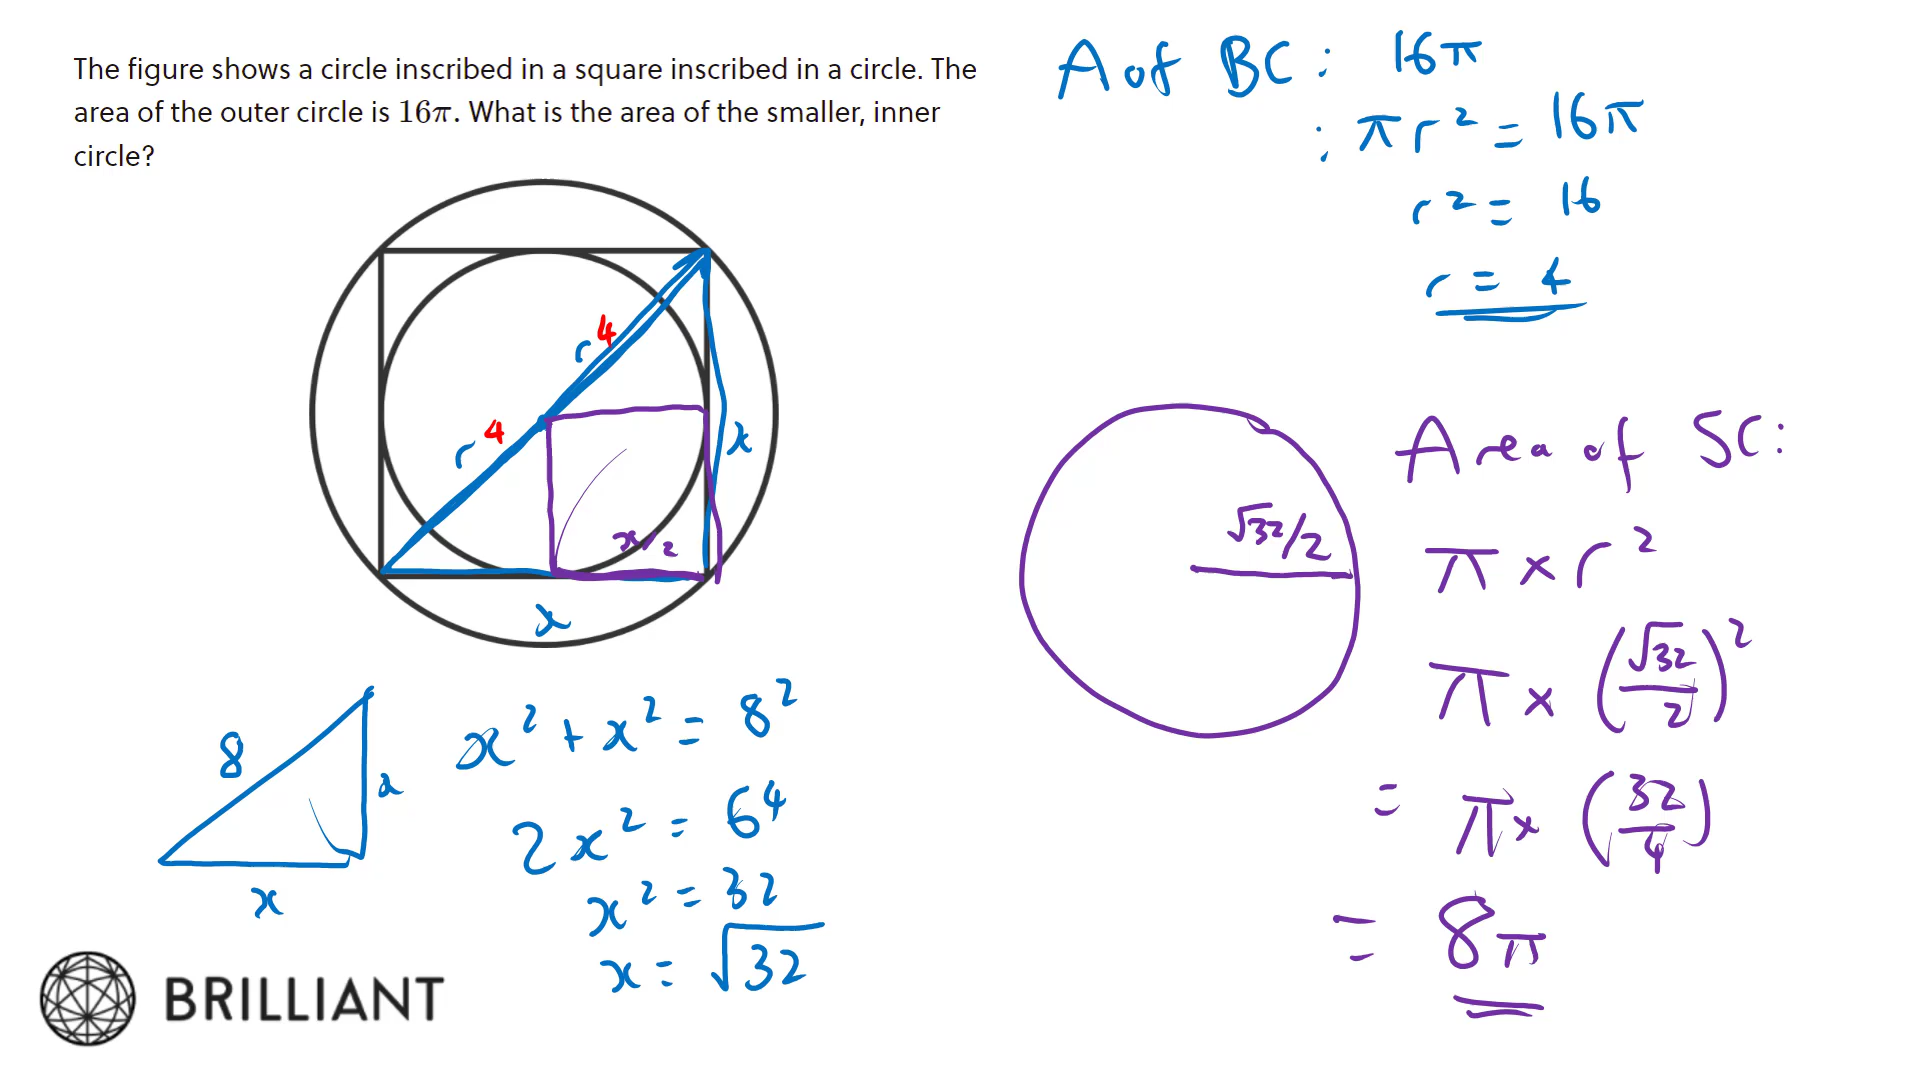 The figure shows a circle inscribed in a square inscribed in a circle. The
area of the outer circle is 16π. What is the area of the smaller, inner
circle?
A of BC : 16π
: πr² = 16π
r² = 16
r = 4
r 4
r 4
x
x/2
x
8
x
x
x² + x² = 8²
2x² = 64
x² = 32
x = √32
√32/2
Area of SC:
π × r²
π × (√32/2)²
= π × (32/4)
= 8π
BRILLIANT